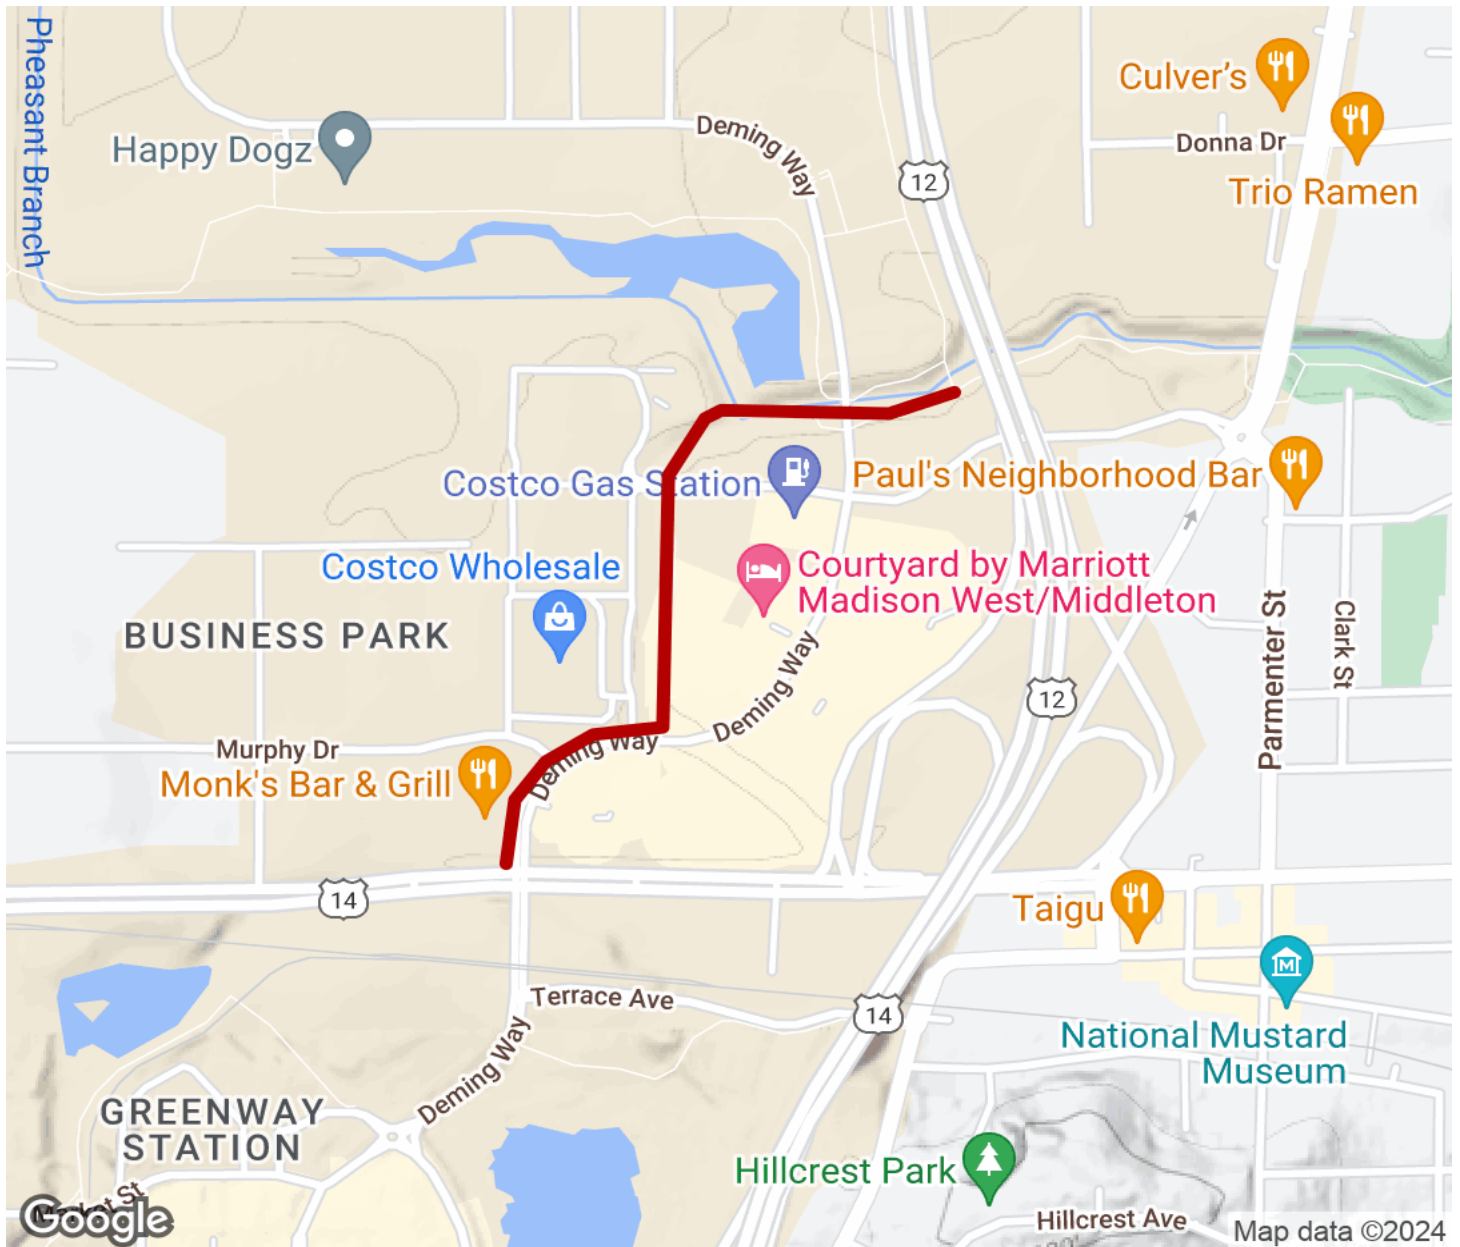 Pheasant Branch
Culver's
Deming Way
Donna Dr
Happy Dogz
12
Trio Ramen
Costco Gas Station
Paul's Neighborhood Bar
Costco Wholesale
Courtyard by Marriott
Madison West/Middleton
BUSINESS PARK
Parmenter St
Clark St
Deming Way
12
Murphy Dr
Deming Way
Monk's Bar & Grill
14
Taigu
Terrace Ave
14
National Mustard
Museum
Deming Way
GREENWAY
STATION
Hillcrest Park
Market St
Google
Hillcrest Ave
Map data ©2024